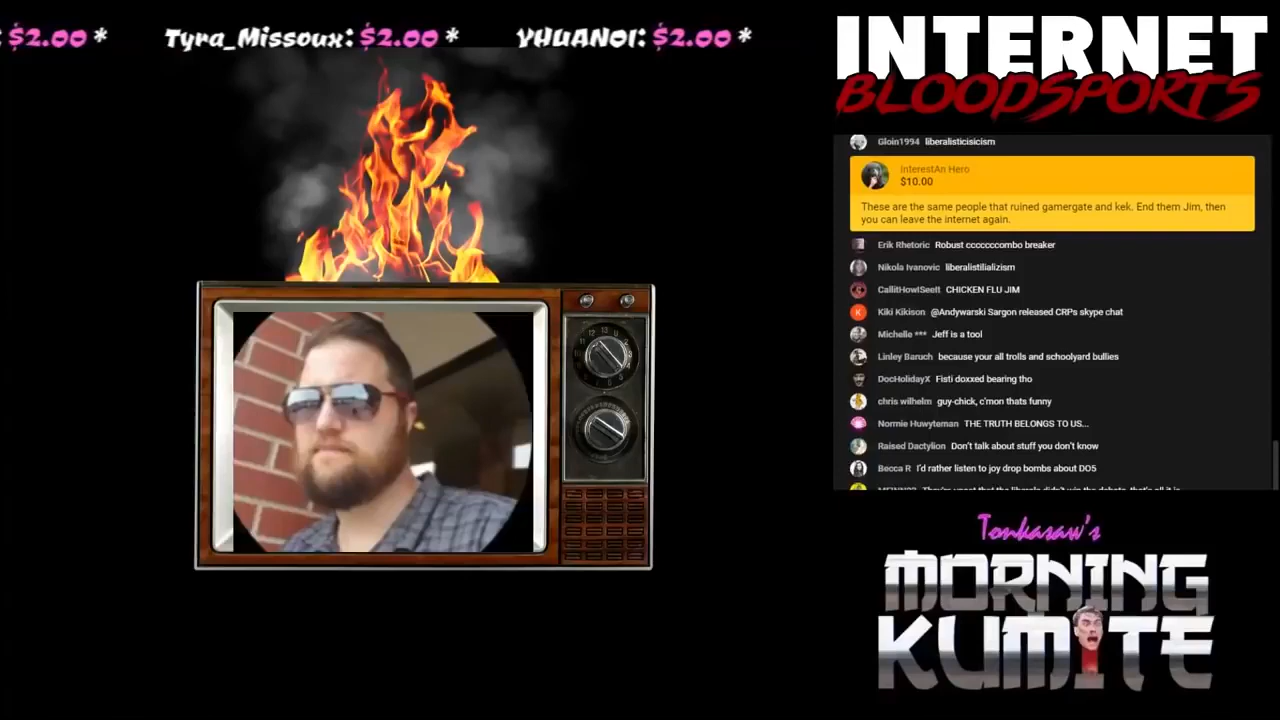 $2.00 * Tyra_Missoux: $2.00 * YHUANOI: $2.00 *
INTERNET
BLOODSPORTS
Gloin1994 liberalisticisicism
InterestAn Hero
$10.00
These are the same people that ruined gamergate and kek. End them Jim, then
you can leave the internet again.
Erik Rhetoric Robust ccccccombo breaker
Nikola Ivanovic liberalistilializism
CallitHowISeeIt CHICKEN FLU JIM
K Kiki Kikison @Andywarski Sargon released CRPs skype chat
Michelle *** Jeff is a tool
Linley Baruch because your all trolls and schoolyard bullies
DocHolidayX Fisti doxxed bearing tho
chris wilhelm guy-chick, c'mon thats funny
Normie Huwyteman THE TRUTH BELONGS TO US...
Raised Dactylion Don't talk about stuff you don't know
Becca R I'd rather listen to joy drop bombs about DO5
Tonkasaw's
MORNING
KUMITE